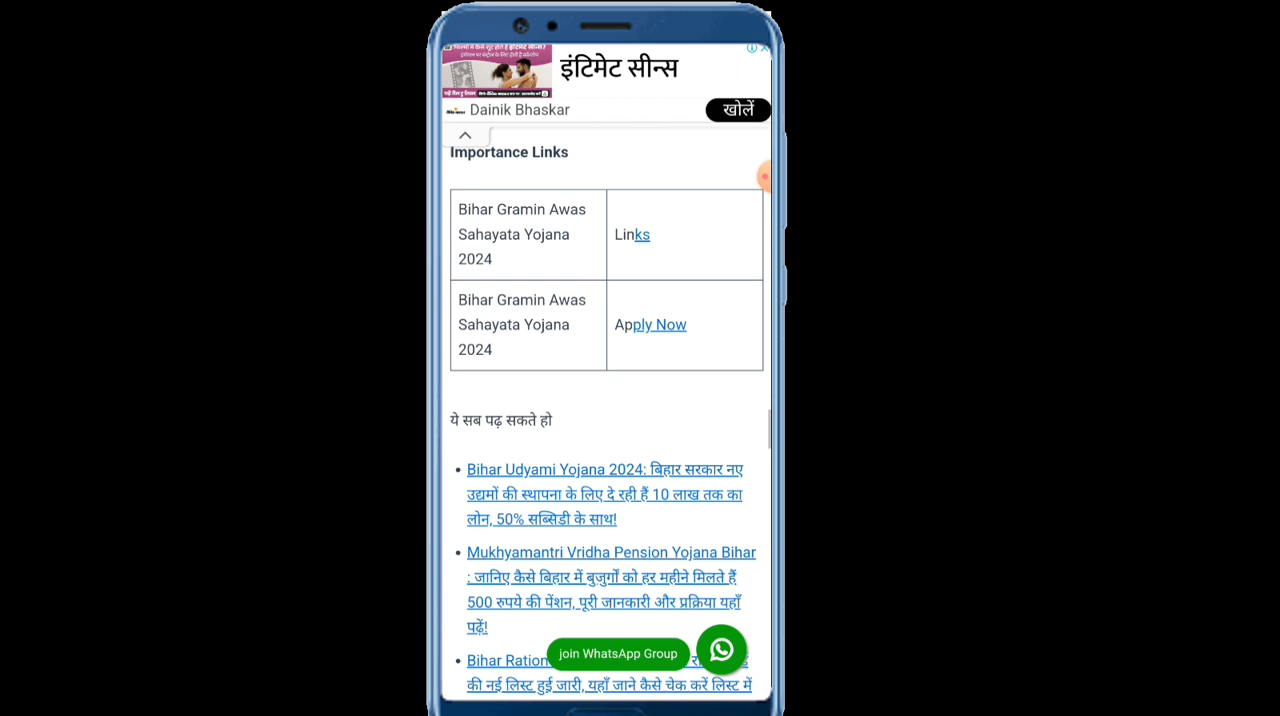 इंटिमेट सीन्स
Dainik Bhaskar
खोलें
Importance Links
Bihar Gramin Awas
Sahayata Yojana
2024
Links
Bihar Gramin Awas
Sahayata Yojana
2024
Apply Now
ये सब पढ़ सकते हो
• Bihar Udyami Yojana 2024: बिहार सरकार नए
उद्यमों की स्थापना के लिए दे रही हैं 10 लाख तक का
लोन, 50% सब्सिडी के साथ!
• Mukhyamantri Vridha Pension Yojana Bihar
: जानिए कैसे बिहार में बुजुर्गों को हर महीने मिलते हैं
500 रुपये की पेंशन, पूरी जानकारी और प्रक्रिया यहाँ
पढ़ें!
join WhatsApp Group
• Bihar Ration
की नई लिस्ट हुई जारी, यहाँ जाने कैसे चेक करें लिस्ट में